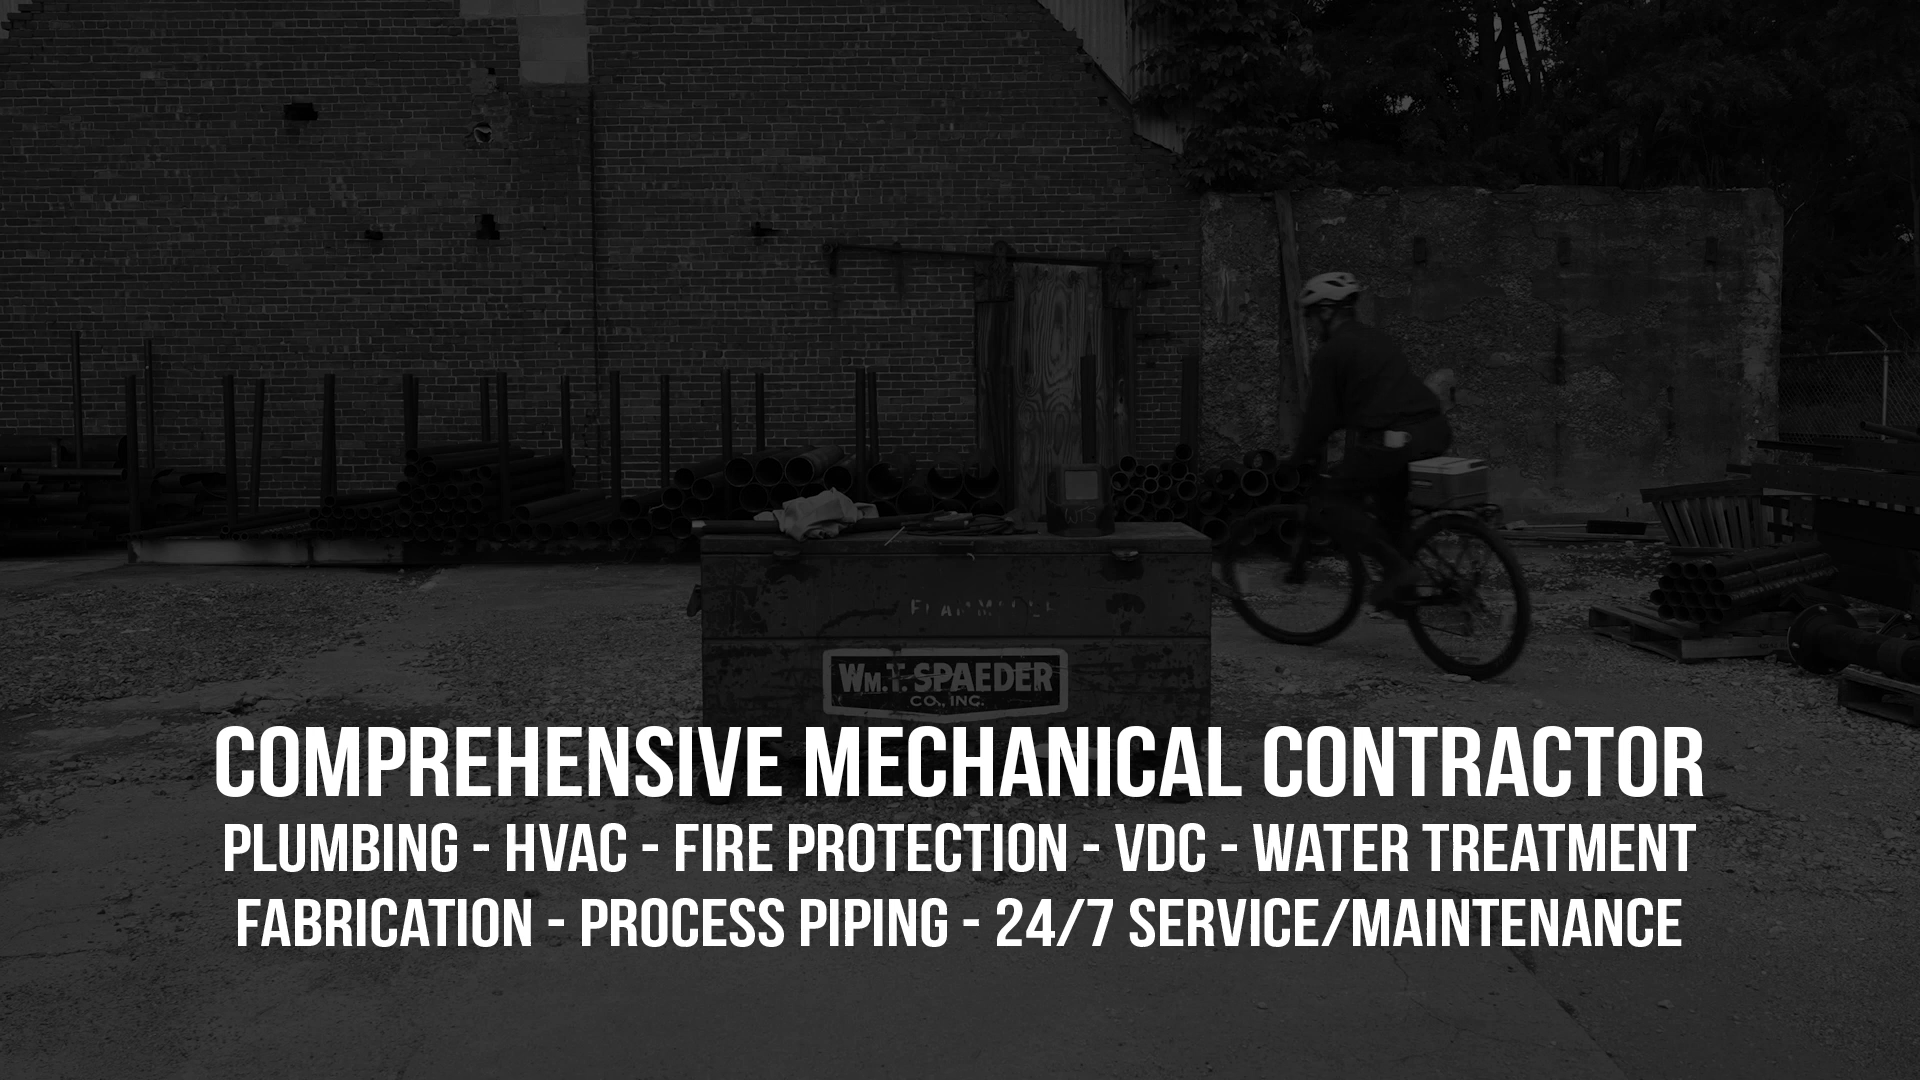 WTS
WM.T. SPAEDER
CO., INC.
COMPREHENSIVE MECHANICAL CONTRACTOR
PLUMBING - HVAC - FIRE PROTECTION - VDC - WATER TREATMENT
FABRICATION - PROCESS PIPING - 24/7 SERVICE/MAINTENANCE